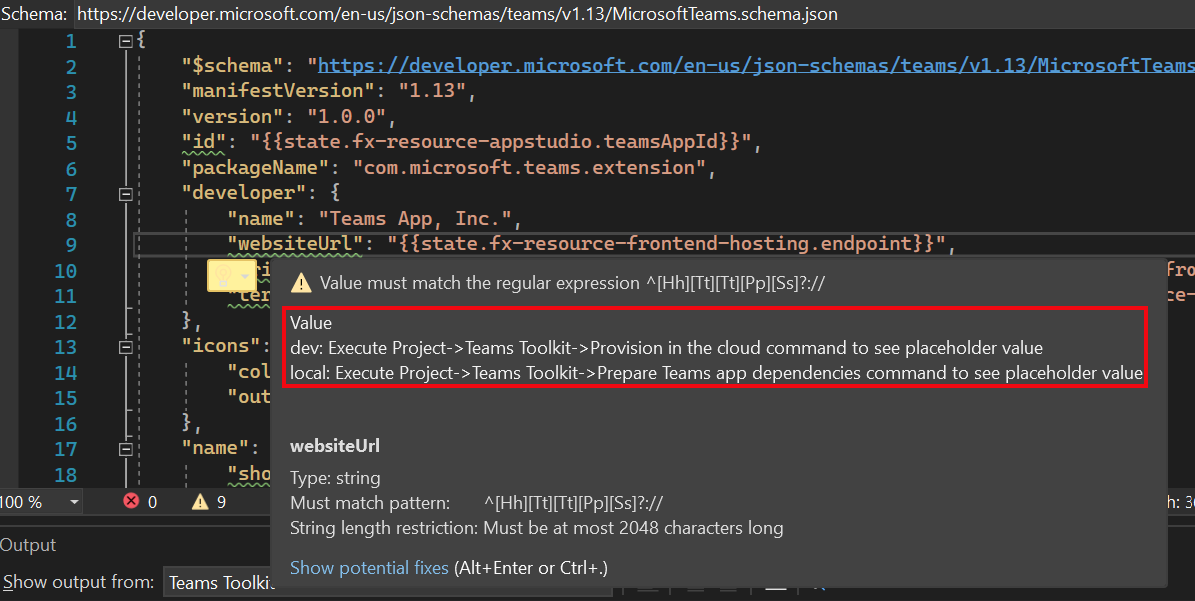 Schema: https://developer.microsoft.com/en-us/json-schemas/teams/v1.13/MicrosoftTeams.schema.json
1 {
2 "$schema": "https://developer.microsoft.com/en-us/json-schemas/teams/v1.13/MicrosoftTeams
3 "manifestVersion": "1.13",
4 "version": "1.0.0",
5 "id": "{{state.fx-resource-appstudio.teamsAppId}}",
6 "packageName": "com.microsoft.teams.extension",
7 "developer": {
8 "name": "Teams App, Inc.",
9 "websiteUrl": "{{state.fx-resource-frontend-hosting.endpoint}}",
10
11 "ter
12 },
13 "icons":
14 "col
15 "out
16 },
17 "name":
18 "sho
Value must match the regular expression ^[Hh][Tt][Tt][Pp][Ss]?://
Value
dev: Execute Project->Teams Toolkit->Provision in the cloud command to see placeholder value
local: Execute Project->Teams Toolkit->Prepare Teams app dependencies command to see placeholder value
websiteUrl
Type: string
Must match pattern: ^[Hh][Tt][Tt][Pp][Ss]?://
String length restriction: Must be at most 2048 characters long
Show potential fixes (Alt+Enter or Ctrl+.)
100 % 0 9
Output
Show output from: Teams Toolkit